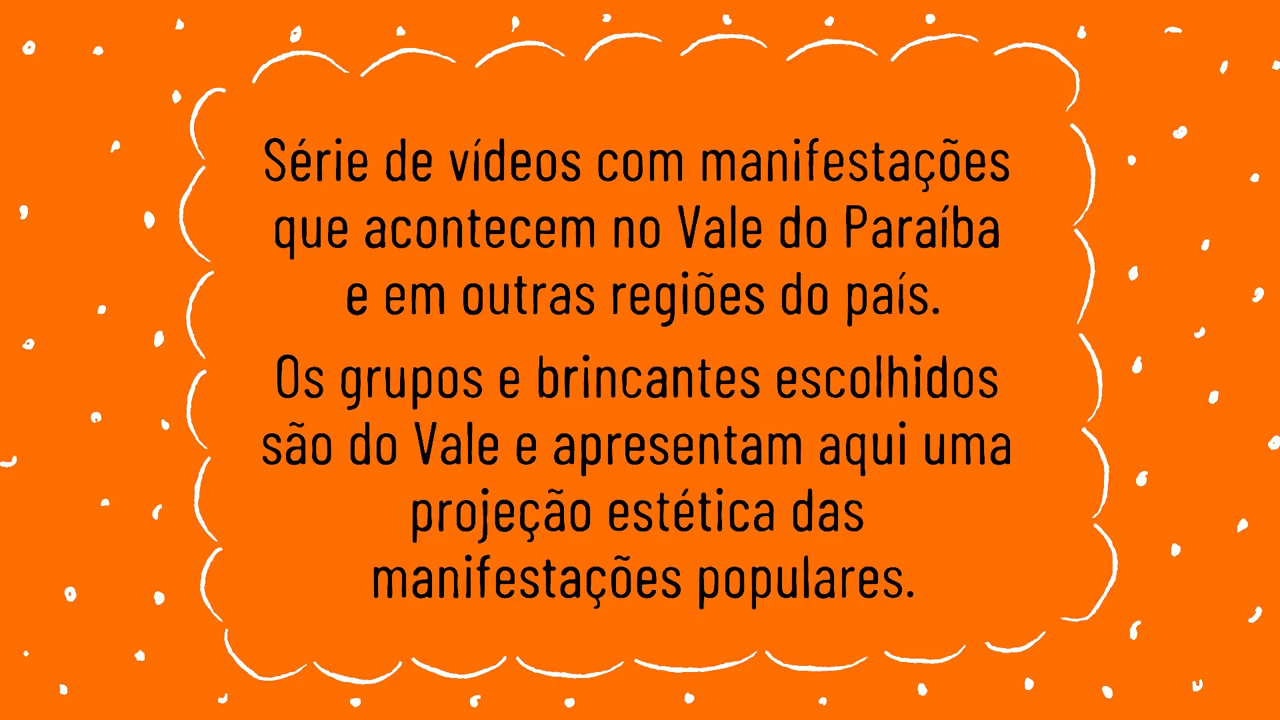 Série de vídeos com manifestações
que acontecem no Vale do Paraíba
e em outras regiões do país.
Os grupos e brincantes escolhidos
são do Vale e apresentam aqui uma
projeção estética das
manifestações populares.